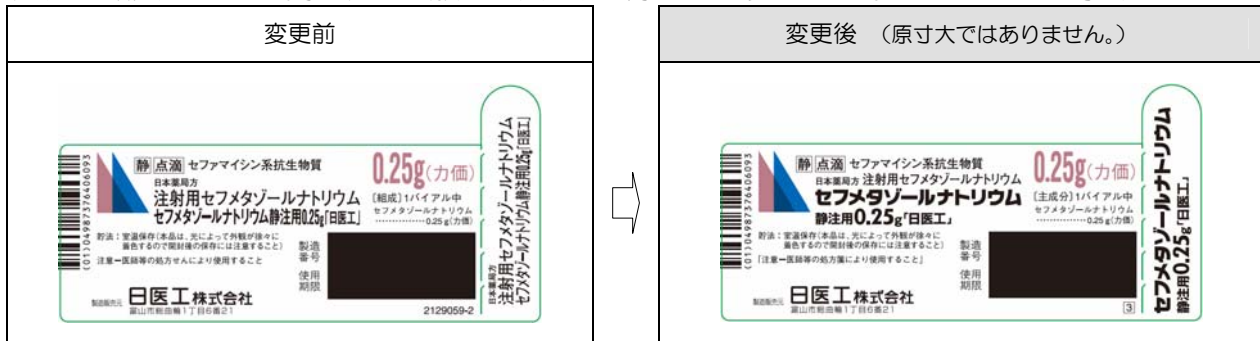 変更前
変更後 （原寸大ではありません。）
(01)04987376406093
静 点滴 セファマイシン系抗生物質
日本薬局方
注射用セフメタゾールナトリウム
セフメタゾールナトリウム静注用0.25g「日医工」
0.25g(力価)
〔組成〕1バイアル中
セフメタゾールナトリウム
……………0.25g(力価)
貯法：室温保存（本品は、光によって外観が徐々に
着色するので開封後の保存には注意すること）
注意－医師等の処方せんにより使用すること
製造
番号
使用
期限
製造販売元 日医工株式会社
富山市総曲輪1丁目6番21
2129059-2
日本薬局方
注射用セフメタゾールナトリウム
セフメタゾールナトリウム静注用0.25g「日医工」
(01)04987376406093
静 点滴 セファマイシン系抗生物質
日本薬局方 注射用セフメタゾールナトリウム
セフメタゾールナトリウム
静注用0.25g「日医工」
0.25g(力価)
〔主成分〕1バイアル中
セフメタゾールナトリウム
……………0.25g(力価)
貯法：室温保存（本品は、光によって外観が徐々に
着色するので開封後の保存には注意すること）
「注意－医師等の処方箋により使用すること」
製造
番号
使用
期限
製造販売元 日医工株式会社
富山市総曲輪1丁目6番21
3
セフメタゾールナトリウム
静注用0.25g「日医工」